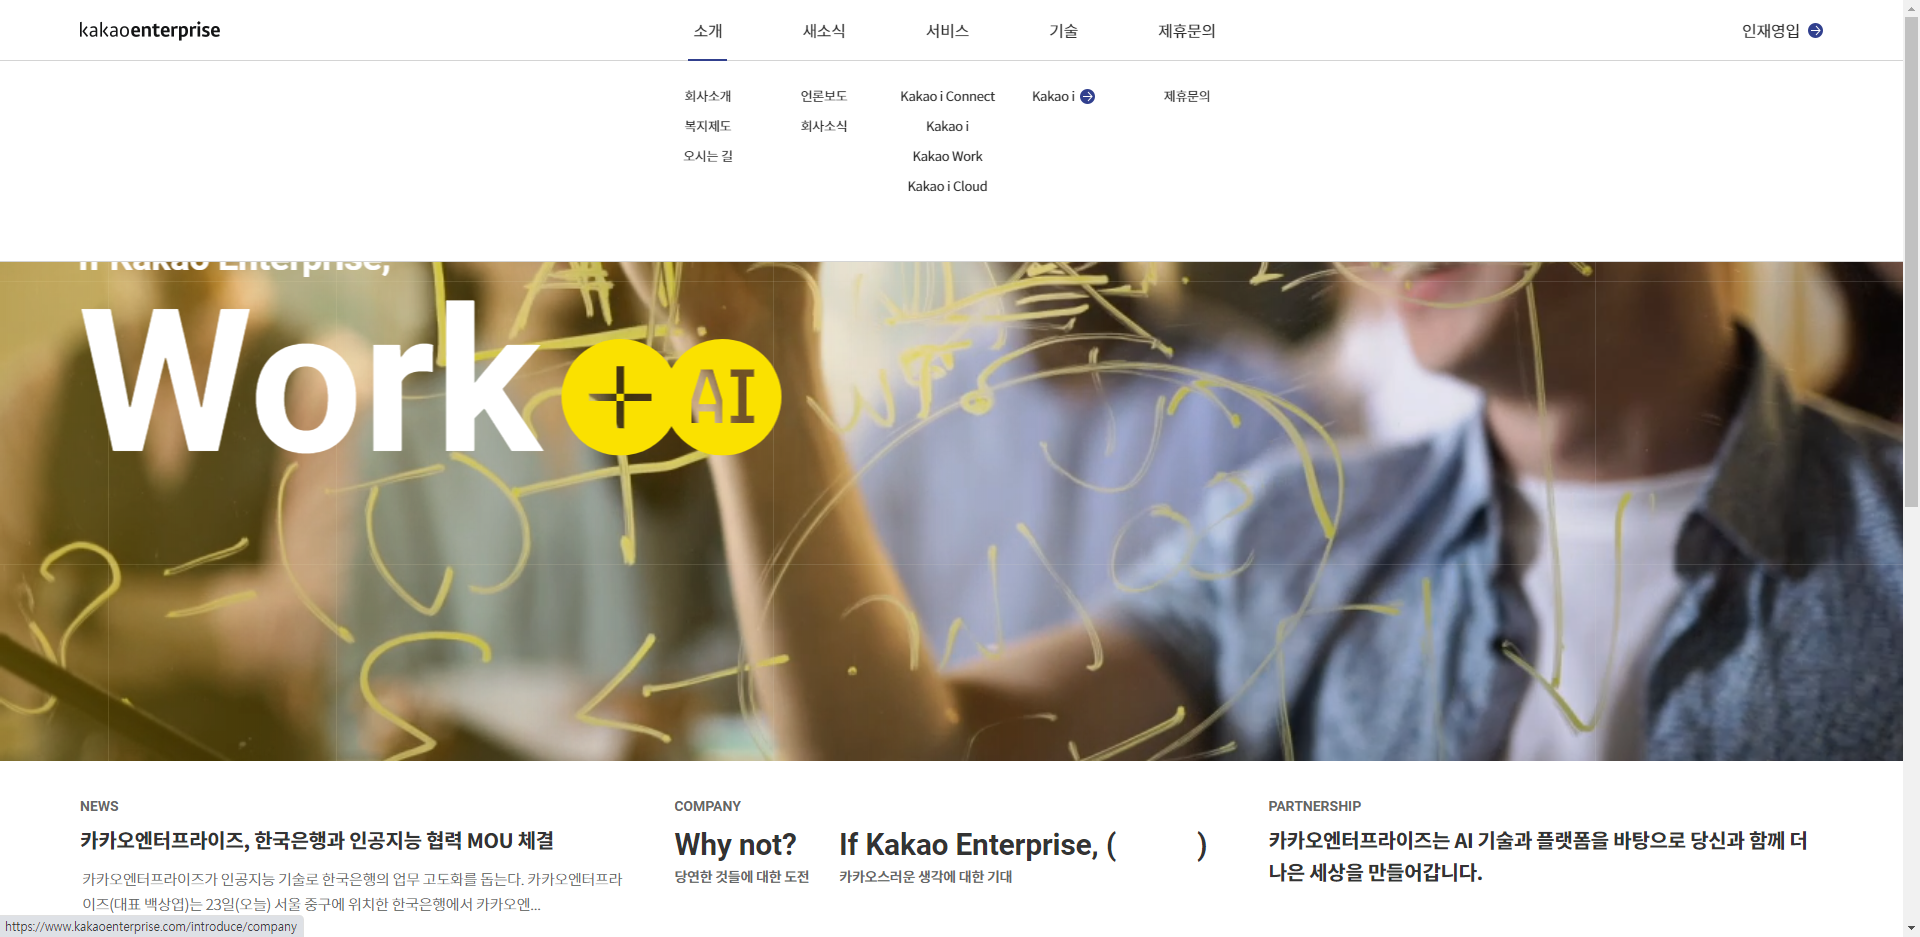 kakaoenterprise
소개 새소식 서비스 기술 제휴문의 인재영입
회사소개 언론보도 Kakao i Connect Kakao i 제휴문의
복지제도 회사소식 Kakao i
오시는 길 Kakao Work
Kakao i Cloud
If Kakao Enterprise,
Work + AI
NEWS
카카오엔터프라이즈, 한국은행과 인공지능 협력 MOU 체결
카카오엔터프라이즈가 인공지능 기술로 한국은행의 업무 고도화를 돕는다. 카카오엔터프라
이즈(대표 백상엽)는 23일(오늘) 서울 중구에 위치한 한국은행에서 카카오엔...
COMPANY
Why not? If Kakao Enterprise, ( )
당연한 것들에 대한 도전 카카오스러운 생각에 대한 기대
PARTNERSHIP
카카오엔터프라이즈는 AI 기술과 플랫폼을 바탕으로 당신과 함께 더
나은 세상을 만들어갑니다.
https://www.kakaoenterprise.com/introduce/company